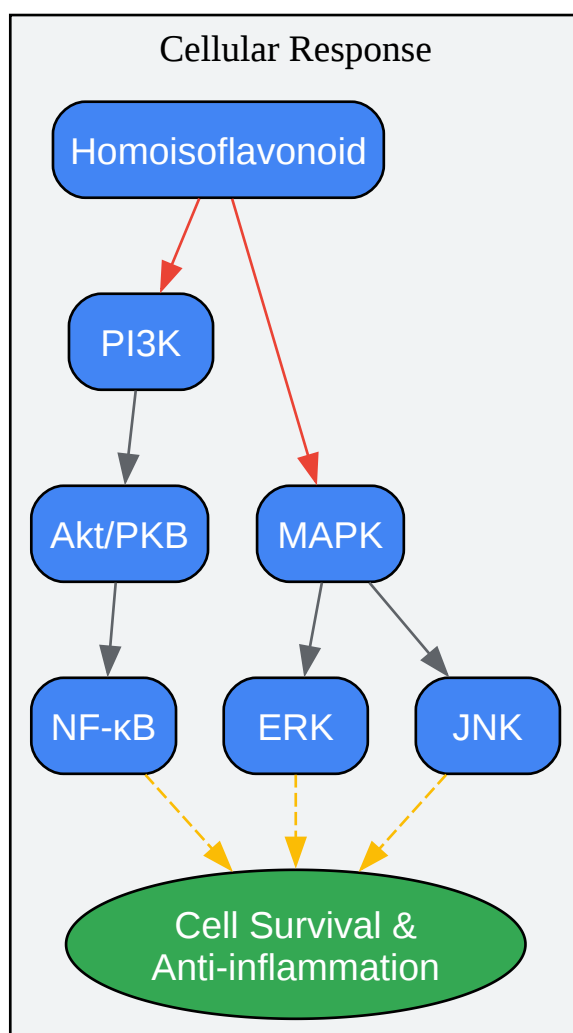 Cellular Response
Homoisoflavonoid
PI3K
Akt/PKB
MAPK
NF-κB
ERK
JNK
Cell Survival &
Anti-inflammation